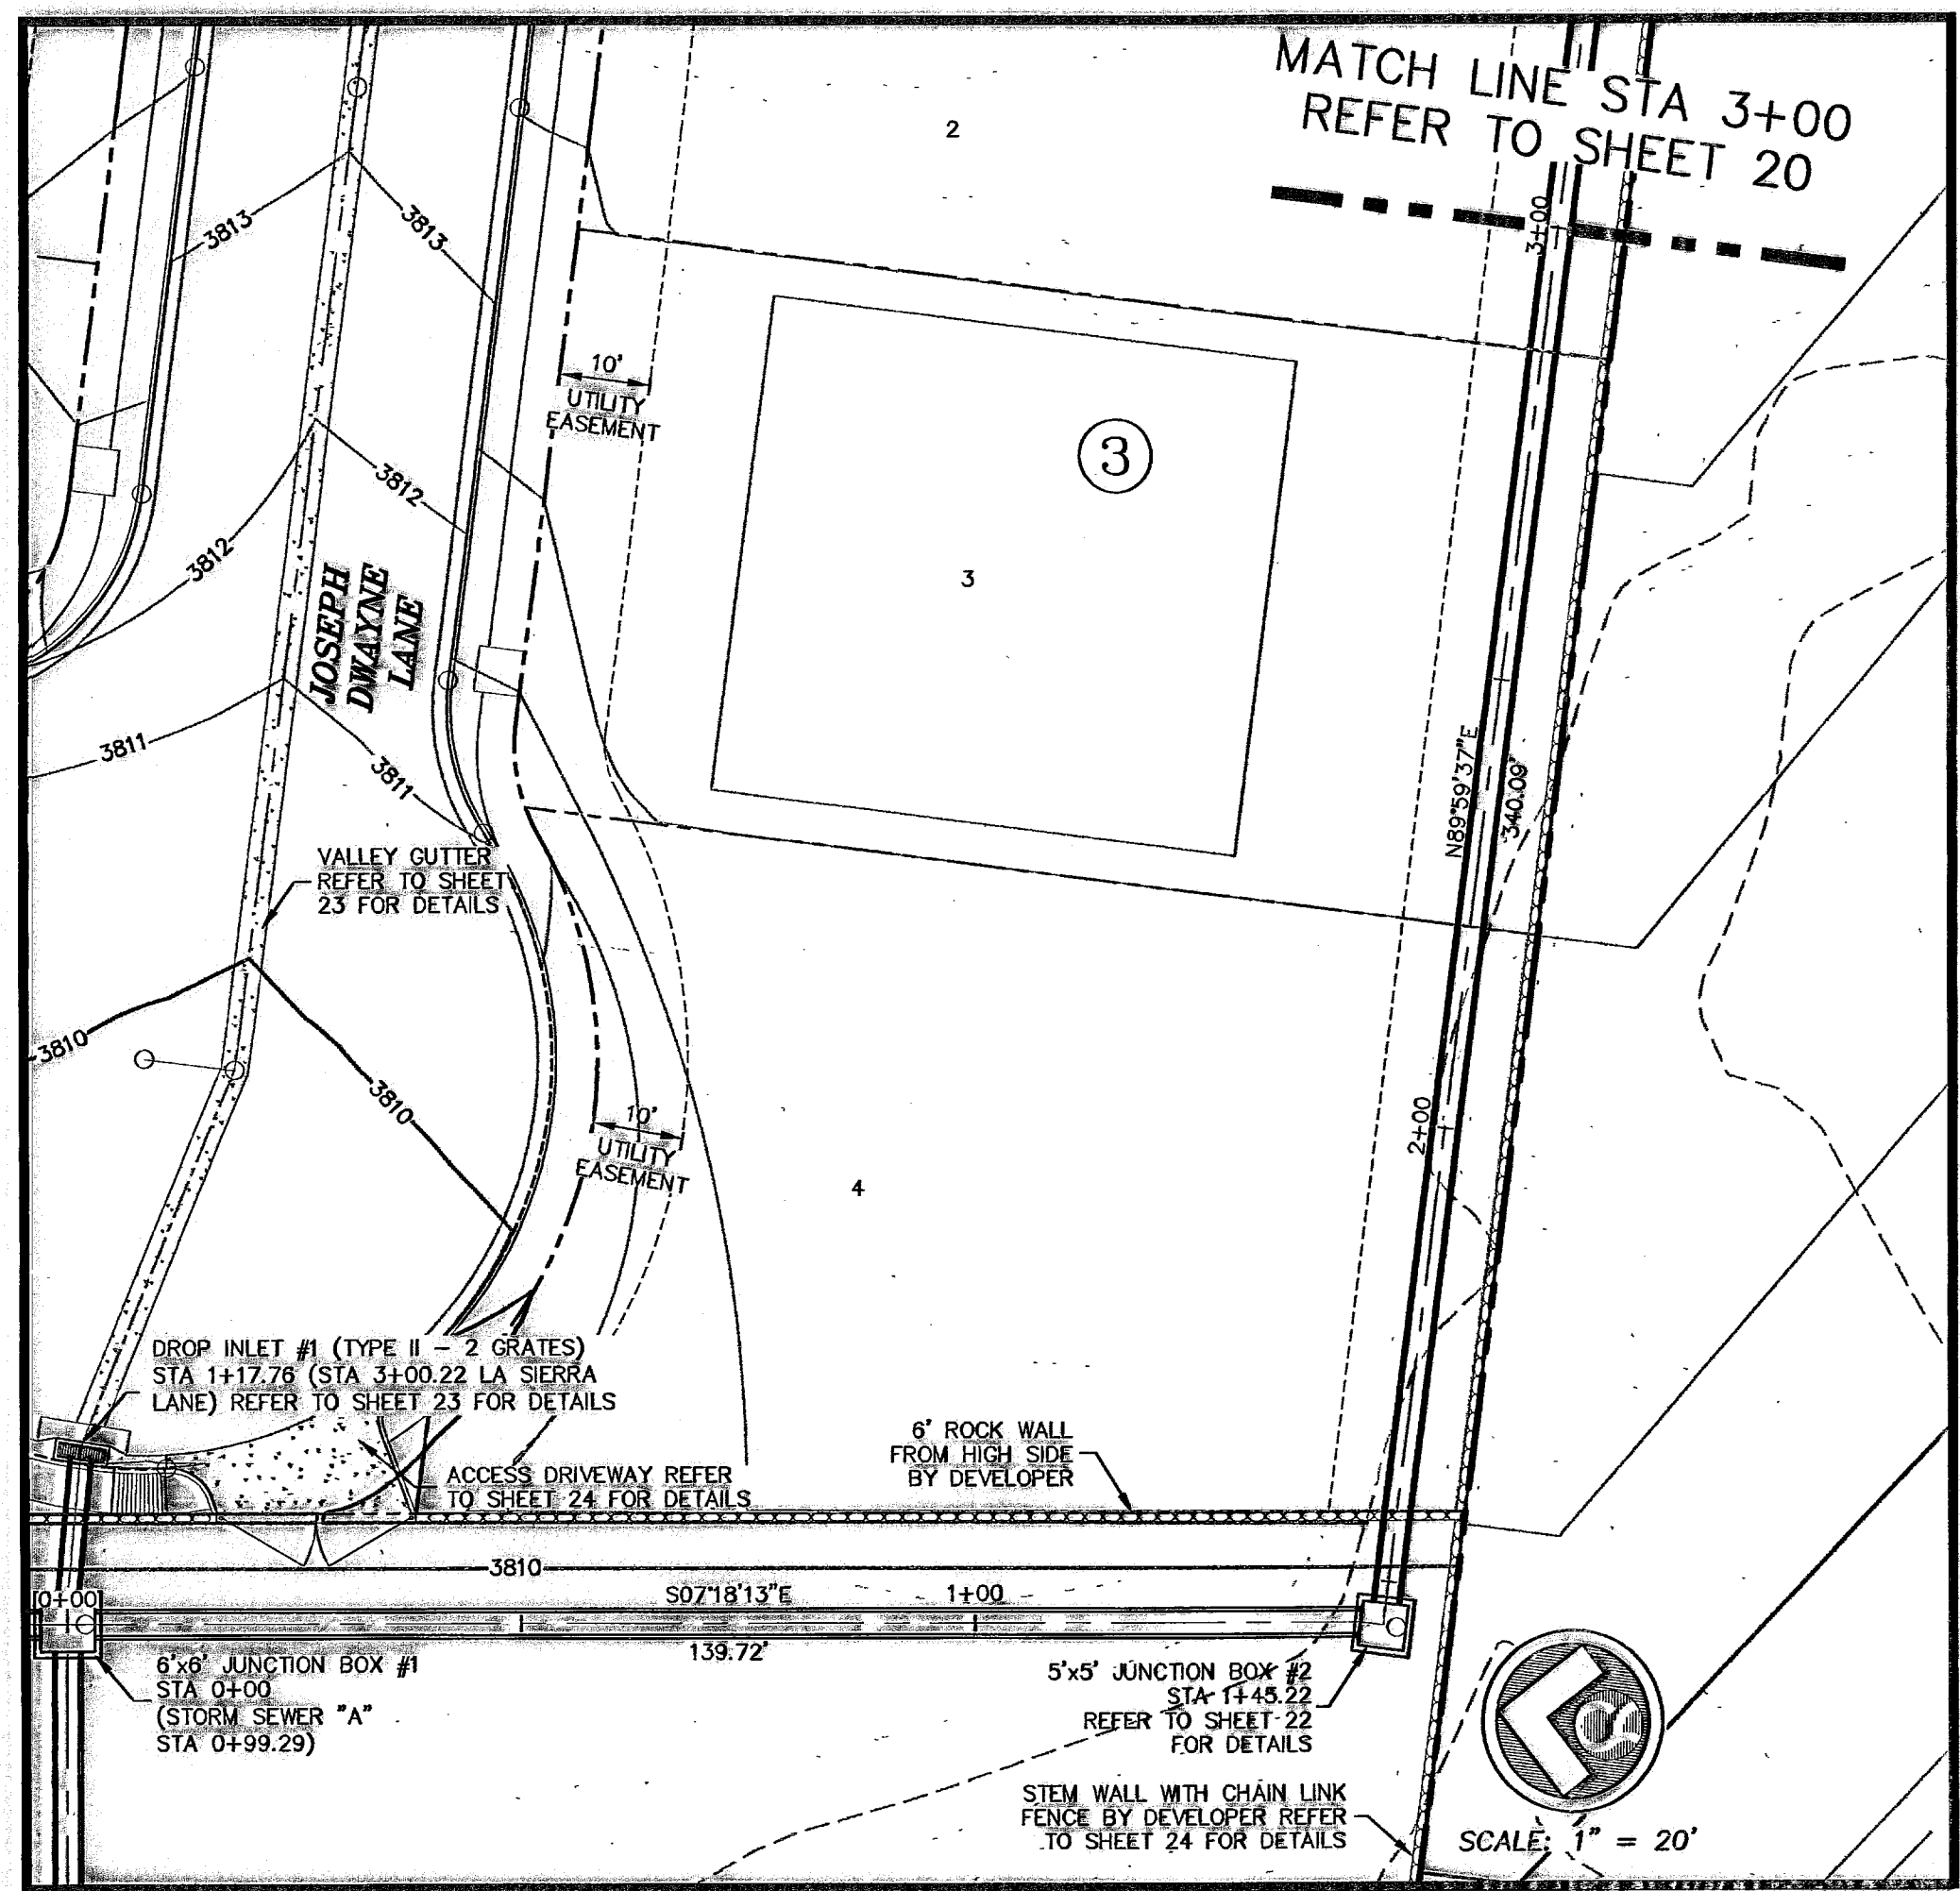 MATCH LINE STA 3+00
REFER TO SHEET 20
2
3+00
3813
3813
10'
UTILITY
EASEMENT
3
3812
3812
3
JOSEPH
DWAYNE
LANE
3811
3811
N89°59'37"E
340.09'
VALLEY GUTTER
REFER TO SHEET
23 FOR DETAILS
3810
3810
10'
UTILITY
EASEMENT
2+00
4
DROP INLET #1 (TYPE II – 2 GRATES)
STA 1+17.76 (STA 3+00.22 LA SIERRA
LANE) REFER TO SHEET 23 FOR DETAILS
6' ROCK WALL
FROM HIGH SIDE
BY DEVELOPER
ACCESS DRIVEWAY REFER
TO SHEET 24 FOR DETAILS
3810
0+00
S07°18'13"E
1+00
139.72'
6'x6' JUNCTION BOX #1
STA 0+00
(STORM SEWER "A"
STA 0+99.29)
5'x5' JUNCTION BOX #2
STA 1+45.22
REFER TO SHEET 22
FOR DETAILS
STEM WALL WITH CHAIN LINK
FENCE BY DEVELOPER REFER
TO SHEET 24 FOR DETAILS
SCALE: 1" = 20'